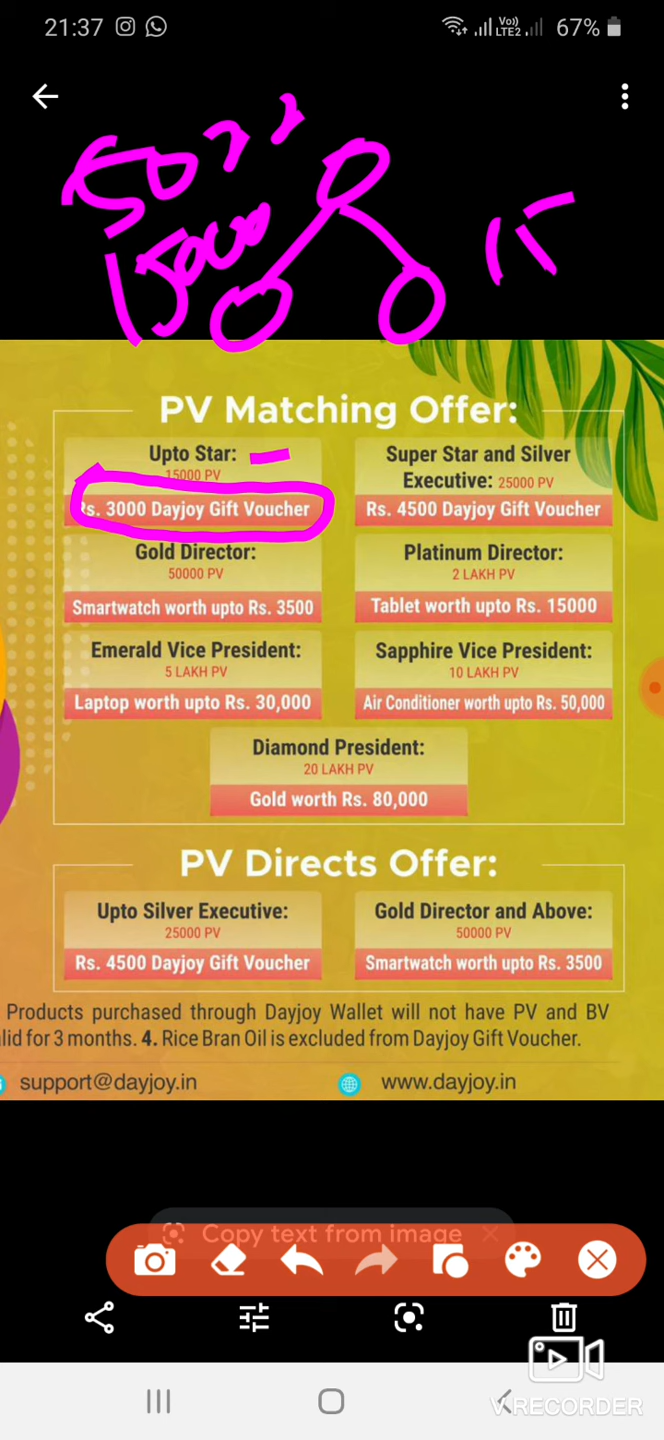 21:37 Vo)) LTE2 67%
15000 15
PV Matching Offer:
Upto Star: Super Star and Silver
15000 PV Executive: 25000 PV
Rs. 3000 Dayjoy Gift Voucher Rs. 4500 Dayjoy Gift Voucher
Gold Director: Platinum Director:
50000 PV 2 LAKH PV
Smartwatch worth upto Rs. 3500 Tablet worth upto Rs. 15000
Emerald Vice President: Sapphire Vice President:
5 LAKH PV 10 LAKH PV
Laptop worth upto Rs. 30,000 Air Conditioner worth upto Rs. 50,000
Diamond President:
20 LAKH PV
Gold worth Rs. 80,000
PV Directs Offer:
Upto Silver Executive: Gold Director and Above:
25000 PV 50000 PV
Rs. 4500 Dayjoy Gift Voucher Smartwatch worth upto Rs. 3500
Products purchased through Dayjoy Wallet will not have PV and BV
lid for 3 months. 4. Rice Bran Oil is excluded from Dayjoy Gift Voucher.
support@dayjoy.in www.dayjoy.in
Copy text from image
V.RECORDER